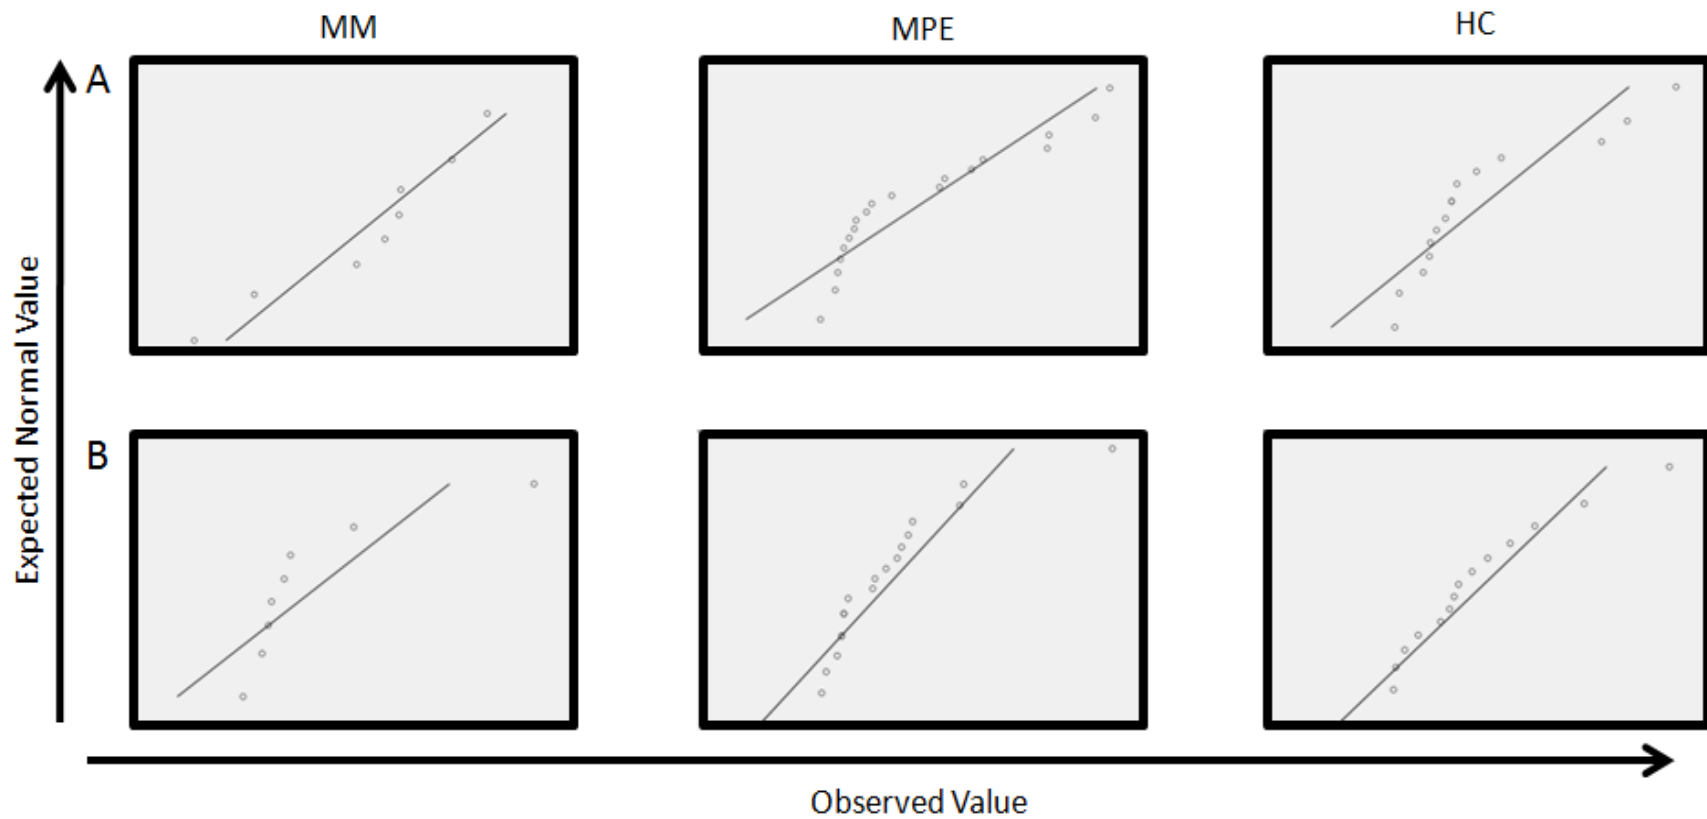 MM
MPE
HC
A
B
Expected Normal Value
Observed Value